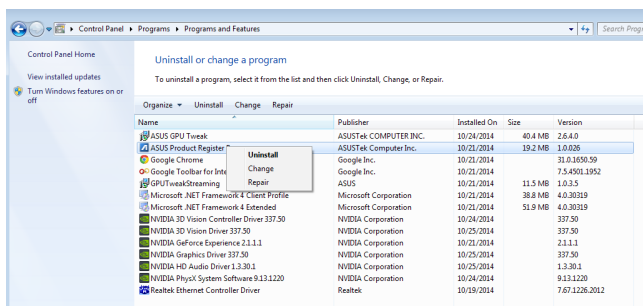 Control Panel ▸ Programs ▸ Programs and Features
Search Prog
Control Panel Home
View installed updates
Turn Windows features on or
off
Uninstall or change a program
To uninstall a program, select it from the list and then click Uninstall, Change, or Repair.
Organize Uninstall Change Repair
Name Publisher Installed On Size Version
ASUS GPU Tweak ASUSTek COMPUTER INC. 10/24/2014 40.4 MB 2.6.4.0
ASUS Product Register ASUSTek Computer Inc. 10/21/2014 19.2 MB 1.0.026
Google Chrome Google Inc. 10/21/2014 31.0.1650.59
Google Toolbar for Inte Google Inc. 10/21/2014 7.5.4501.1952
GPUTweakStreaming ASUS 10/21/2014 11.5 MB 1.0.3.5
Microsoft .NET Framework 4 Client Profile Microsoft Corporation 10/21/2014 38.8 MB 4.0.30319
Microsoft .NET Framework 4 Extended Microsoft Corporation 10/21/2014 51.9 MB 4.0.30319
NVIDIA 3D Vision Controller Driver 337.50 NVIDIA Corporation 10/24/2014 337.50
NVIDIA 3D Vision Driver 337.50 NVIDIA Corporation 10/25/2014 337.50
NVIDIA GeForce Experience 2.1.1.1 NVIDIA Corporation 10/21/2014 2.1.1.1
NVIDIA Graphics Driver 337.50 NVIDIA Corporation 10/25/2014 337.50
NVIDIA HD Audio Driver 1.3.30.1 NVIDIA Corporation 10/25/2014 1.3.30.1
NVIDIA PhysX System Software 9.13.1220 NVIDIA Corporation 10/24/2014 9.13.1220
Realtek Ethernet Controller Driver Realtek 10/19/2014 7.67.1226.2012
Uninstall
Change
Repair